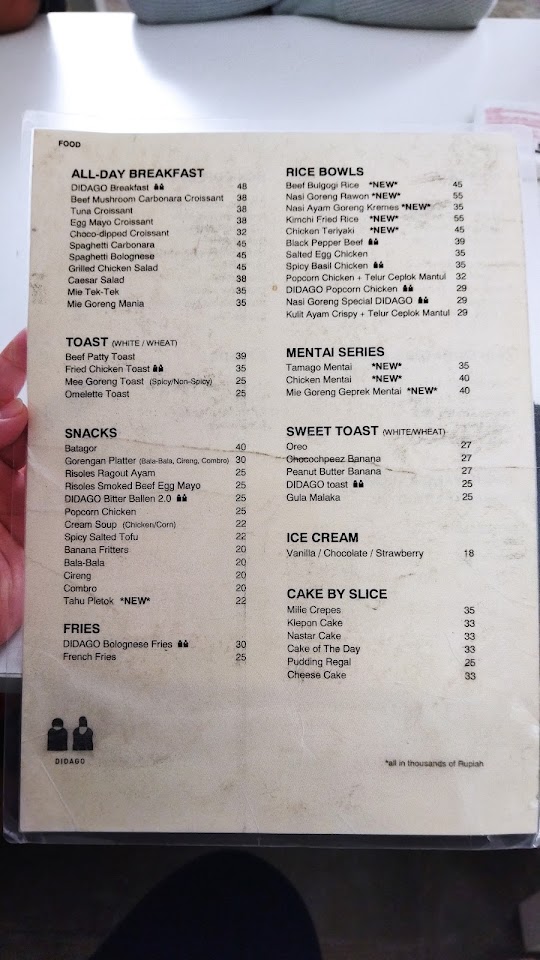 FOOD
ALL-DAY BREAKFAST
DIDAGO Breakfast 48
Beef Mushroom Carbonara Croissant 38
Tuna Croissant 38
Egg Mayo Croissant 38
Choco-dipped Croissant 32
Spaghetti Carbonara 45
Spaghetti Bolognese 45
Grilled Chicken Salad 45
Caesar Salad 38
Mie Tek-Tek 35
Mie Goreng Mania 35
TOAST (WHITE / WHEAT)
Beef Patty Toast 39
Fried Chicken Toast 35
Mee Goreng Toast (Spicy/Non-Spicy) 25
Omelette Toast 25
SNACKS
Batagor 40
Gorengan Platter (Bala-Bala, Cireng, Combro) 30
Risoles Ragout Ayam 25
Risoles Smoked Beef Egg Mayo 25
DIDAGO Bitter Ballen 2.0 25
Popcorn Chicken 25
Cream Soup (Chicken/Corn) 22
Spicy Salted Tofu 22
Banana Fritters 20
Bala-Bala 20
Cireng 20
Combro 20
Tahu Pletok *NEW* 22
FRIES
DIDAGO Bolognese Fries 30
French Fries 25
RICE BOWLS
Beef Bulgogi Rice *NEW* 45
Nasi Goreng Rawon *NEW* 55
Nasi Ayam Goreng Kremes *NEW* 35
Kimchi Fried Rice *NEW* 55
Chicken Teriyaki *NEW* 45
Black Pepper Beef 39
Salted Egg Chicken 35
Spicy Basil Chicken 35
Popcorn Chicken + Telur Ceplok Mantul 32
DIDAGO Popcorn Chicken 29
Nasi Goreng Special DIDAGO 29
Kulit Ayam Crispy + Telur Ceplok Mantul 29
MENTAI SERIES
Tamago Mentai *NEW* 35
Chicken Mentai *NEW* 40
Mie Goreng Geprek Mentai *NEW* 40
SWEET TOAST (WHITE/WHEAT)
Oreo 27
Chocochpeez Banana 27
Peanut Butter Banana 27
DIDAGO toast 25
Gula Malaka 25
ICE CREAM
Vanilla / Chocolate / Strawberry 18
CAKE BY SLICE
Mille Crepes 35
Klepon Cake 33
Nastar Cake 33
Cake of The Day 33
Pudding Regal 25
Cheese Cake 33
DIDAGO
*all in thousands of Rupiah